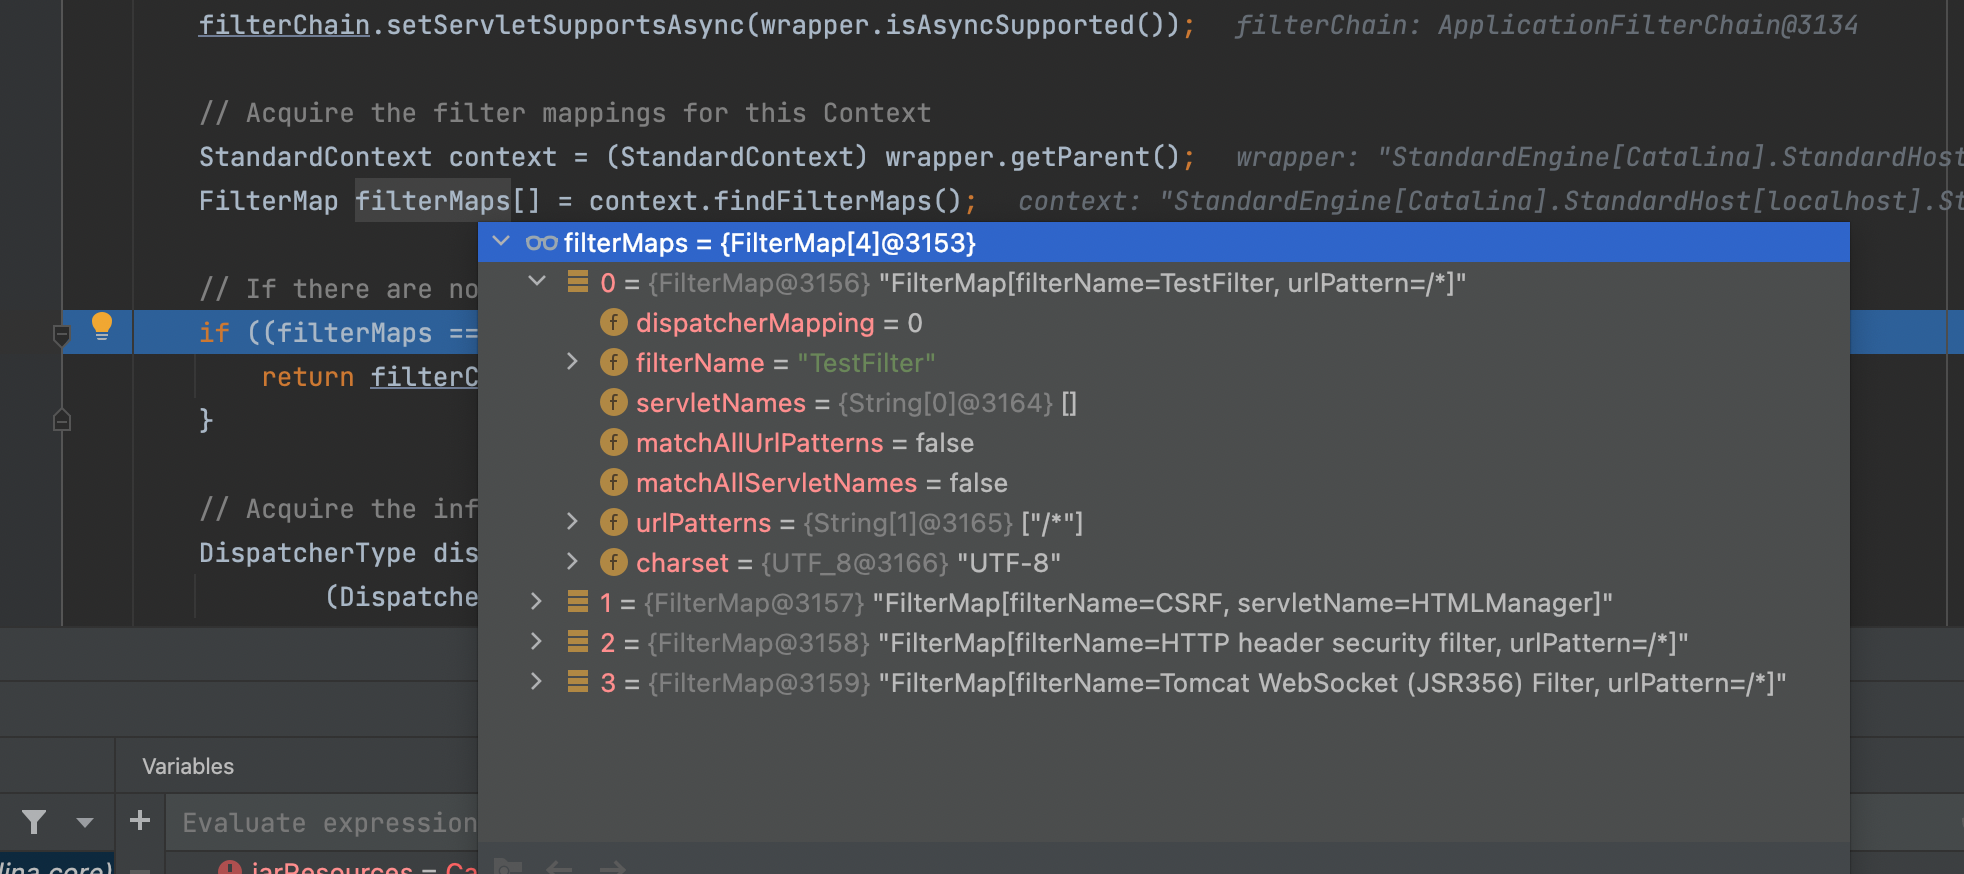 filterChain.setServletSupportsAsync(wrapper.isAsyncSupported()); filterChain: ApplicationFilterChain@3134
// Acquire the filter mappings for this Context
StandardContext context = (StandardContext) wrapper.getParent(); wrapper: "StandardEngine[Catalina].StandardHost
FilterMap filterMaps[] = context.findFilterMaps(); context: "StandardEngine[Catalina].StandardHost[localhost].St
filterMaps = {FilterMap[4]@3153}
0 = {FilterMap@3156} "FilterMap[filterName=TestFilter, urlPattern=/*]"
// If there are no
f dispatcherMapping = 0
if ((filterMaps ==
f filterName = "TestFilter"
return filterC
f servletNames = {String[0]@3164} []
}
f matchAllUrlPatterns = false
f matchAllServletNames = false
// Acquire the inf
f urlPatterns = {String[1]@3165} ["/*"]
DispatcherType dis
f charset = {UTF_8@3166} "UTF-8"
(Dispatche
1 = {FilterMap@3157} "FilterMap[filterName=CSRF, servletName=HTMLManager]"
2 = {FilterMap@3158} "FilterMap[filterName=HTTP header security filter, urlPattern=/*]"
3 = {FilterMap@3159} "FilterMap[filterName=Tomcat WebSocket (JSR356) Filter, urlPattern=/*]"
Variables
Evaluate expression
lina.core) jarResources = Ca